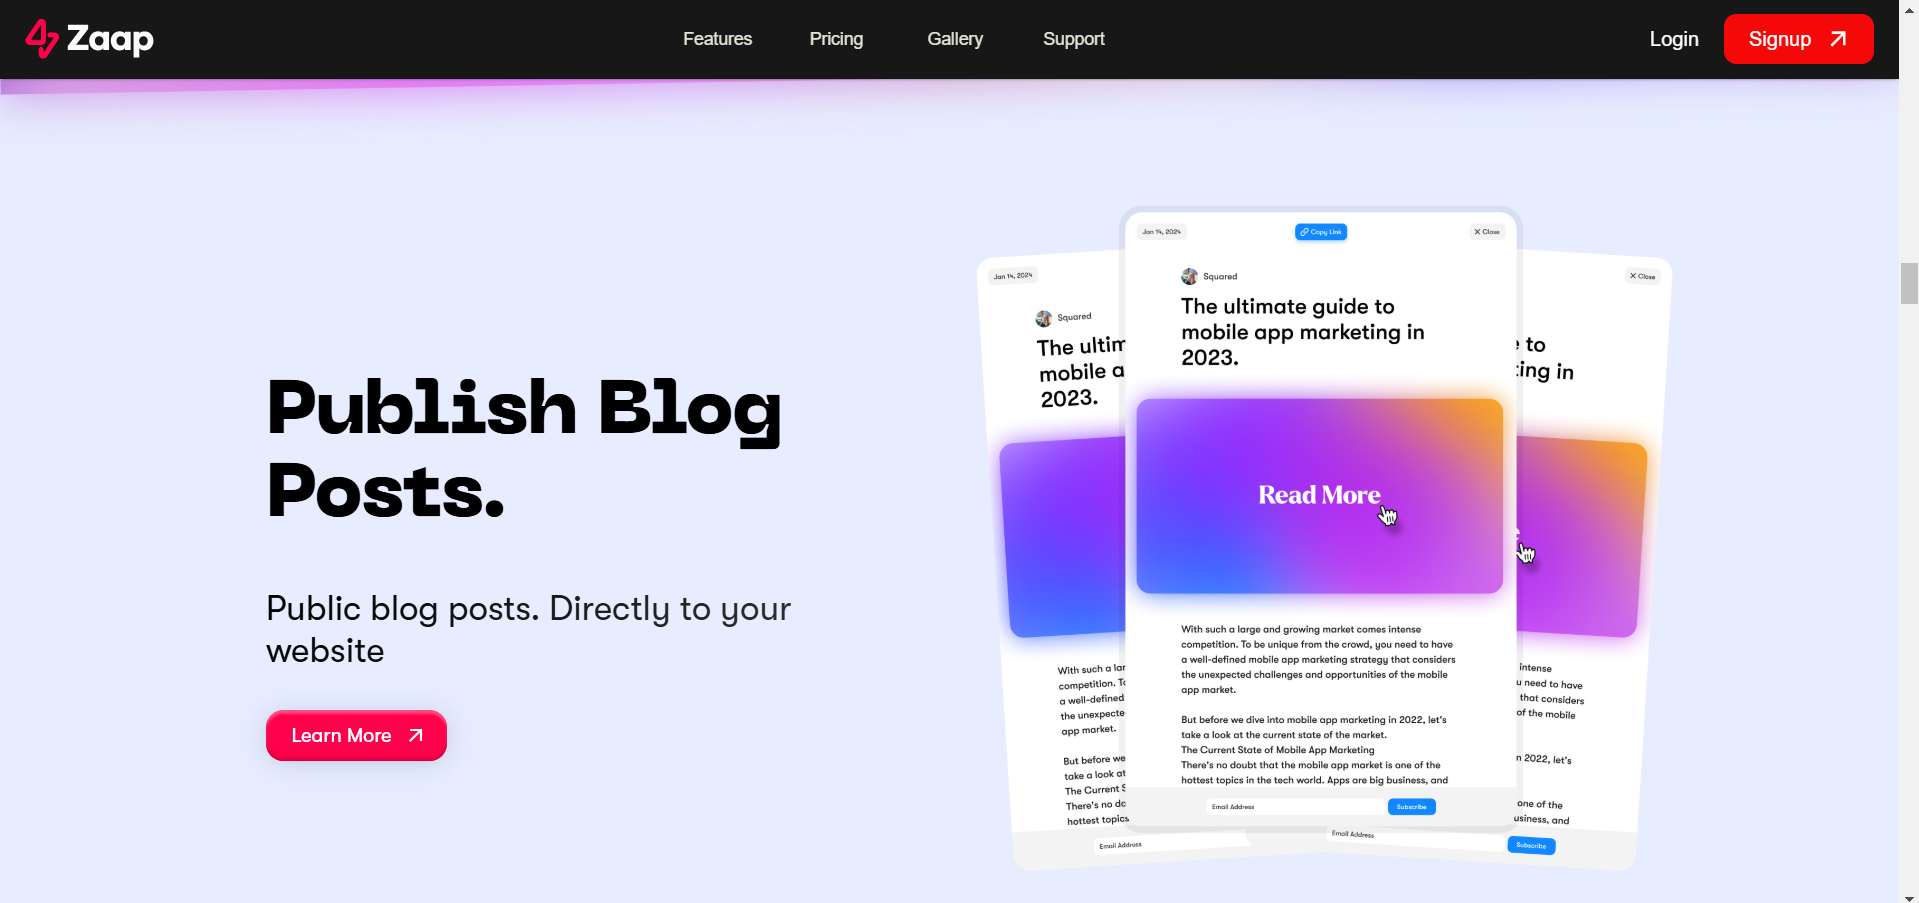 Zaap
Features
Pricing
Gallery
Support
Login
Signup
Publish Blog
Posts.
Public blog posts. Directly to your
website
Learn More
Jan 14, 2024
Squared
The ultim
mobile a
2023.
With such a lar
competition. To
a well-defined
the unexpecte
app market.
But before we
take a look at
The Current S
There's no do
hottest topics
Email Address
Jan 14, 2024
Copy Link
Close
Squared
The ultimate guide to
mobile app marketing in
2023.
Read More
With such a large and growing market comes intense
competition. To be unique from the crowd, you need to have
a well-defined mobile app marketing strategy that considers
the unexpected challenges and opportunities of the mobile
app market.
But before we dive into mobile app marketing in 2022, let's
take a look at the current state of the market.
The Current State of Mobile App Marketing
There's no doubt that the mobile app market is one of the
hottest topics in the tech world. Apps are big business, and
Email Address
Subscribe
Close
to
ting in
intense
u need to have
that considers
of the mobile
n 2022, let's
one of the
usiness, and
Email Address
Subscribe